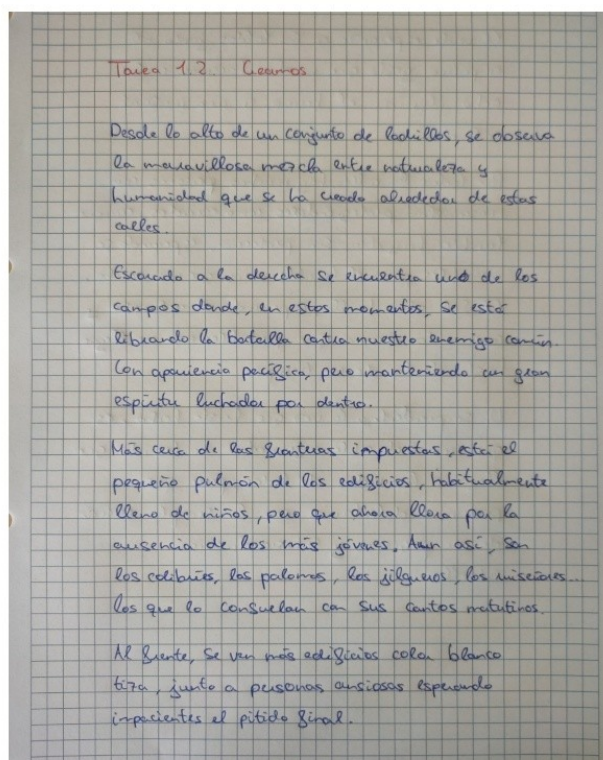 Tarea 1.2. Creamos
Desde lo alto de un conjunto de ladrillos, se observa
la maravillosa mezcla entre naturaleza y
humanidad que se ha creado alrededor de estas
calles.
Escorado a la derecha se encuentra uno de los
campos donde, en estos momentos, se está
librando la batalla contra nuestro enemigo común.
Con apariencia pacífica, pero manteniendo un gran
espíritu luchador por dentro.
Más cerca de las fronteras impuestas, está el
pequeño pulmón de los edificios, habitualmente
lleno de niños, pero que ahora llora por la
ausencia de los más jóvenes. Aun así, son
los colibríes, las palomas, los jilgueros, los ruiseñores...
los que lo consuelan con sus cantos matutinos.
Al frente, se ven más edificios color blanco
tiza, junto a personas ansiosas esperando
impacientes el pitido final.